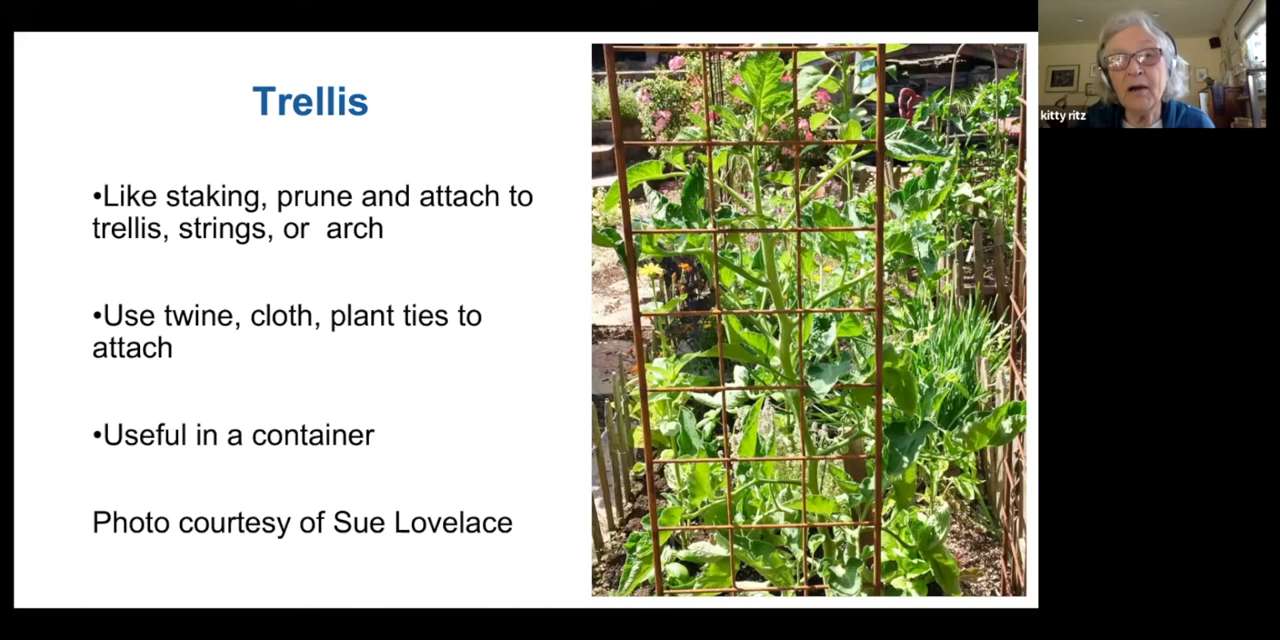 Trellis
•Like staking, prune and attach to
trellis, strings, or  arch
•Use twine, cloth, plant ties to
attach
•Useful in a container
Photo courtesy of Sue Lovelace
kitty ritz